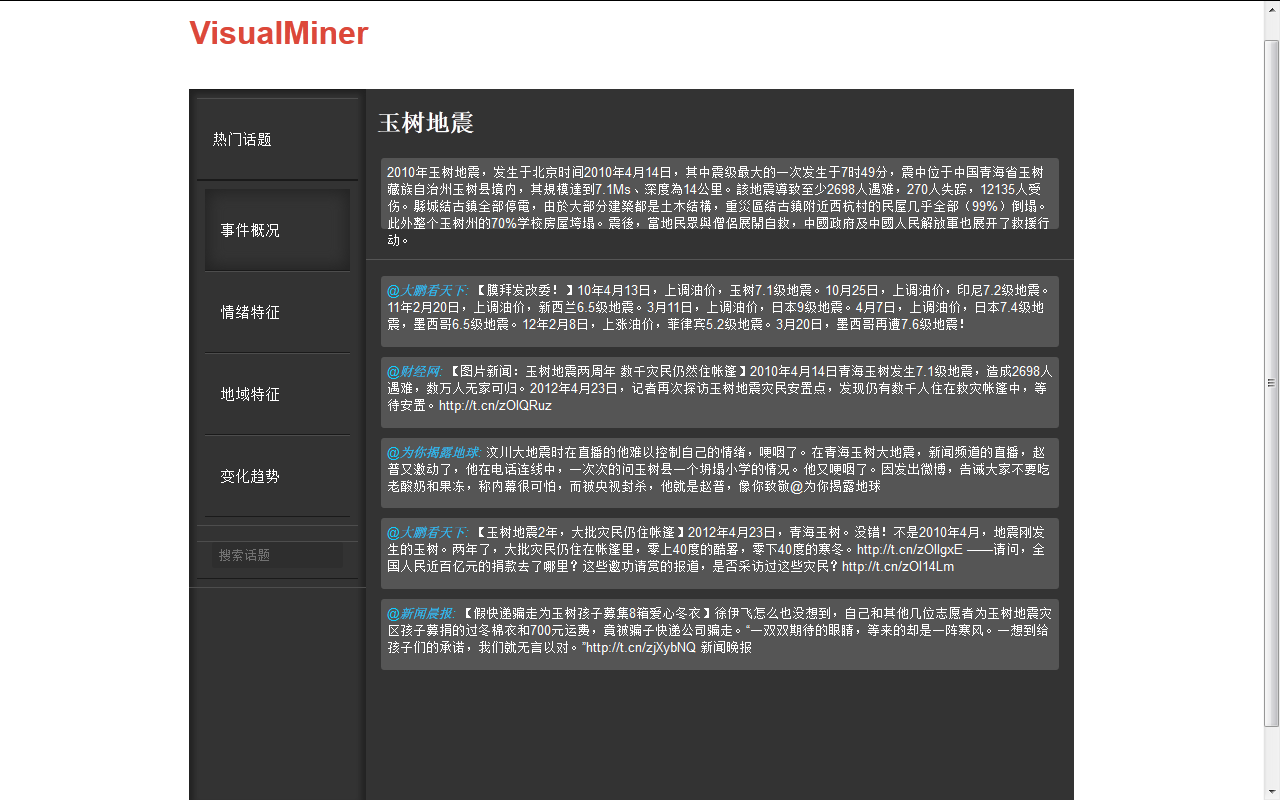 VisualMiner
热门话题
事件概况
情绪特征
地域特征
变化趋势
搜索话题
玉树地震
2010年玉树地震，发生于北京时间2010年4月14日，其中震级最大的一次发生于7时49分，震中位于中国青海省玉树
藏族自治州玉树县境内，其規模達到7.1Ms、深度為14公里。該地震導致至少2698人遇难，270人失踪，12135人受
伤。縣城结古鎮全部停電，由於大部分建築都是土木结構，重災區结古鎮附近西杭村的民屋几乎全部（99%）倒塌。
此外整个玉树州的70%学校房屋垮塌。震後，當地民眾與僧侣展開自救，中國政府及中國人民解放軍也展开了救援行
动。
@大鹏看天下: 【膜拜发改委！】10年4月13日，上调油价，玉树7.1级地震。10月25日，上调油价，印尼7.2级地震。
11年2月20日，上调油价，新西兰6.5级地震。3月11日，上调油价，日本9级地震。4月7日，上调油价，日本7.4级地
震，墨西哥6.5级地震。12年2月8日，上涨油价，菲律宾5.2级地震。3月20日，墨西哥再遭7.6级地震！
@财经网: 【图片新闻：玉树地震两周年 数千灾民仍然住帐篷】2010年4月14日青海玉树发生7.1级地震，造成2698人
遇难，数万人无家可归。2012年4月23日，记者再次探访玉树地震灾民安置点，发现仍有数千人住在救灾帐篷中，等
待安置。http://t.cn/zOlQRuz
@为你揭露地球: 汶川大地震时在直播的他难以控制自己的情绪，哽咽了。在青海玉树大地震，新闻频道的直播，赵
普又激动了，他在电话连线中，一次次的问玉树县一个坍塌小学的情况。他又哽咽了。因发出微博，告诫大家不要吃
老酸奶和果冻，称内幕很可怕，而被央视封杀，他就是赵普，像你致敬@为你揭露地球
@大鹏看天下: 【玉树地震2年，大批灾民仍住帐篷】2012年4月23日，青海玉树。没错！不是2010年4月，地震刚发
生的玉树。两年了，大批灾民仍住在帐篷里，零上40度的酷暑，零下40度的寒冬。http://t.cn/zOllgxE ——请问，全
国人民近百亿元的捐款去了哪里？这些邀功请赏的报道，是否采访过这些灾民？http://t.cn/zOl14Lm
@新闻晨报: 【假快递骗走为玉树孩子募集8箱爱心冬衣】徐伊飞怎么也没想到，自己和其他几位志愿者为玉树地震灾
区孩子募捐的过冬棉衣和700元运费，竟被骗子快递公司骗走。“一双双期待的眼睛，等来的却是一阵寒风。一想到给
孩子们的承诺，我们就无言以对。”http://t.cn/zjXybNQ 新闻晚报